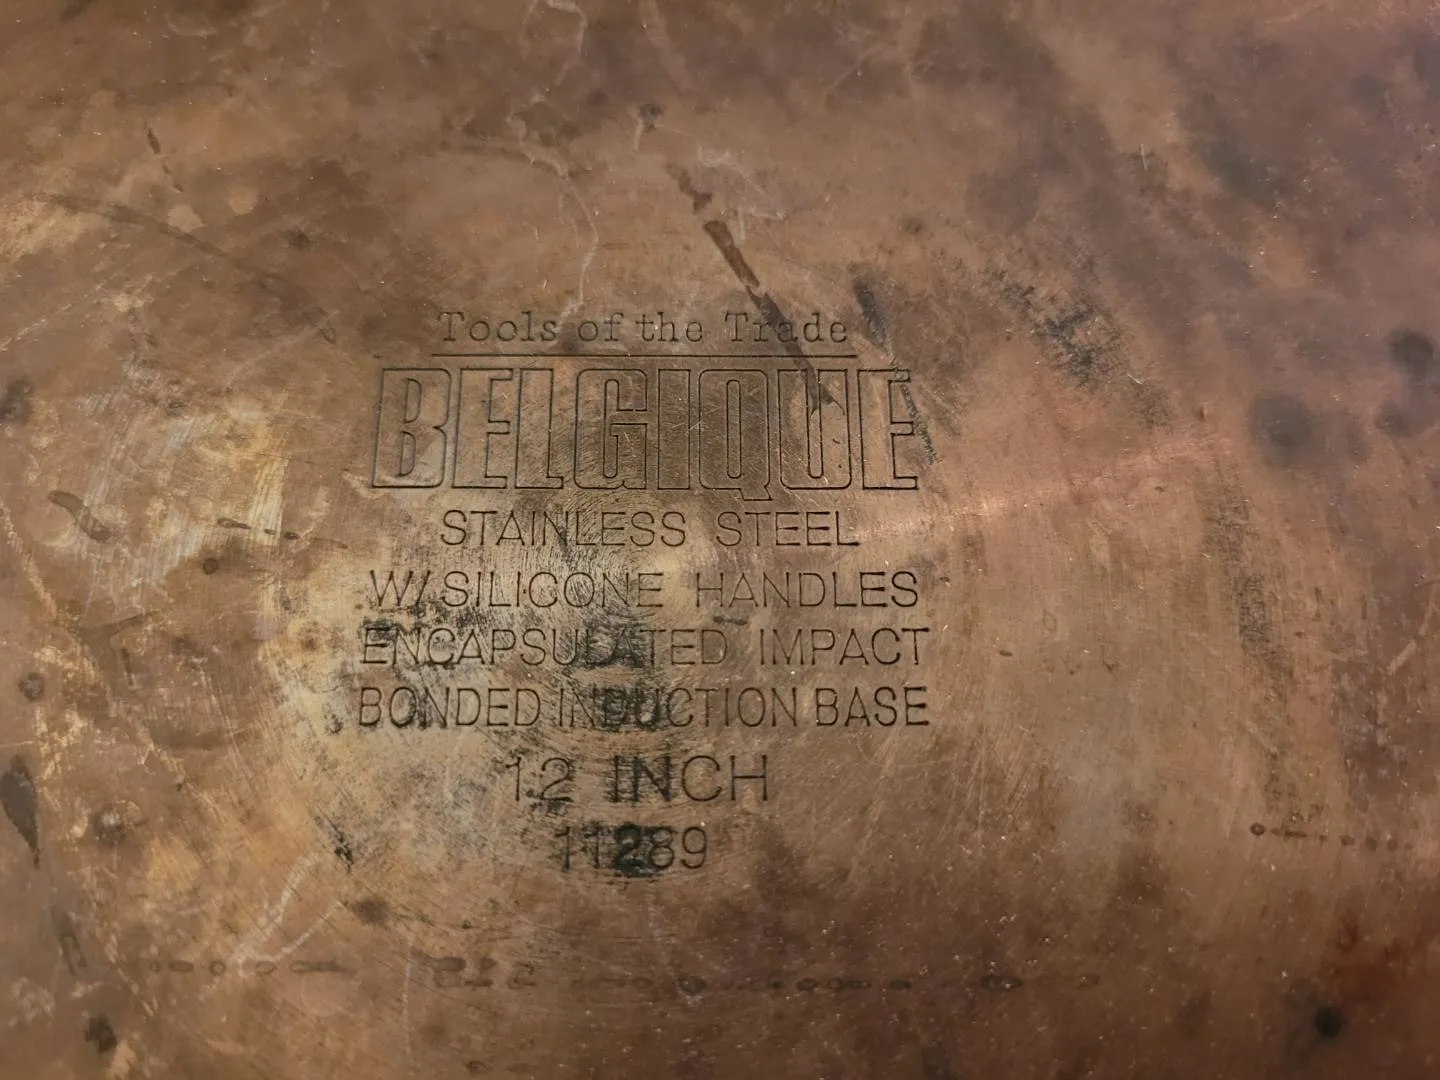 Tools of the Trade
BELGIQUE
STAINLESS STEEL
W/SILICONE HANDLES
ENCAPSULATED IMPACT
BONDED INDUCTION BASE
12 INCH
11289